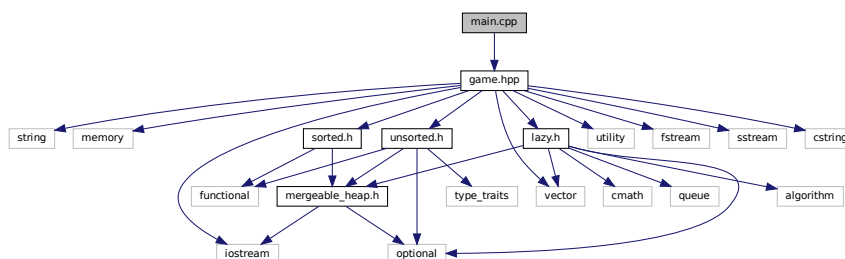 main.cpp
game.hpp
string
memory
sorted.h
unsorted.h
lazy.h
utility
fstream
sstream
cstring
functional
mergeable_heap.h
type_traits
vector
cmath
queue
algorithm
iostream
optional